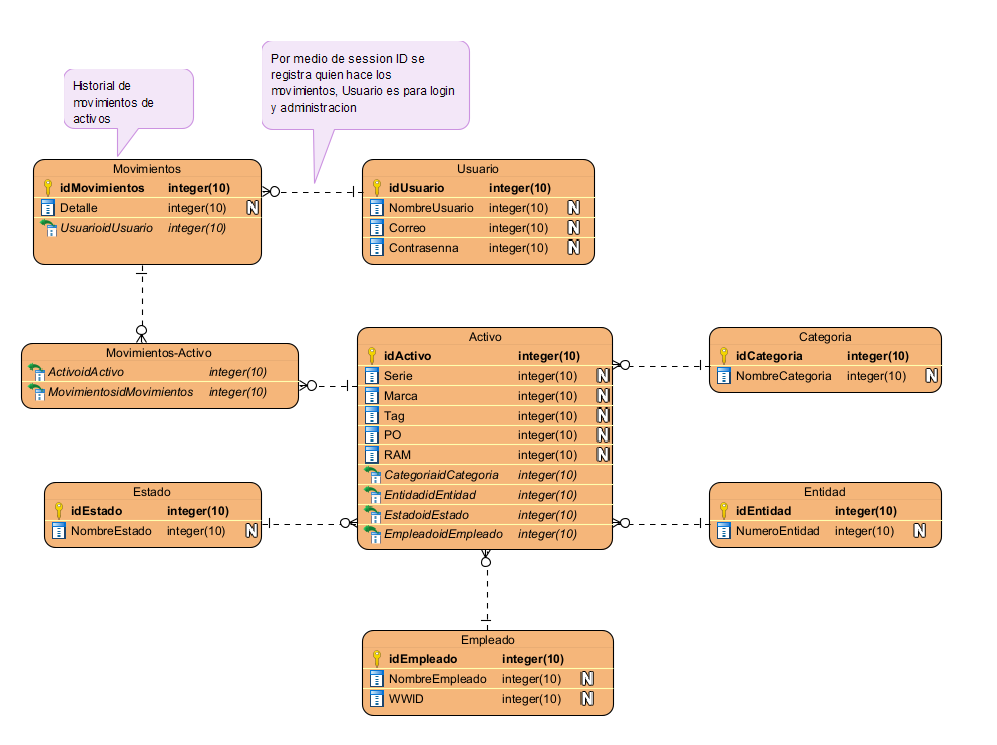 Por medio de session ID se
registra quien hace los
movimientos, Usuario es para login
y administracion
Historial de
movimientos de
activos
Movimientos
idMovimientos integer(10)
Detalle integer(10) N
UsuarioidUsuario integer(10)
Usuario
idUsuario integer(10)
NombreUsuario integer(10) N
Correo integer(10) N
Contrasenna integer(10) N
Movimientos-Activo
ActivoidActivo integer(10)
MovimientosidMovimientos integer(10)
Activo
idActivo integer(10)
Serie integer(10) N
Marca integer(10) N
Tag integer(10) N
PO integer(10) N
RAM integer(10) N
CategoriaidCategoria integer(10)
EntidadidEntidad integer(10)
EstadoidEstado integer(10)
EmpleadoidEmpleado integer(10)
Categoria
idCategoria integer(10)
NombreCategoria integer(10) N
Estado
idEstado integer(10)
NombreEstado integer(10) N
Entidad
idEntidad integer(10)
NumeroEntidad integer(10) N
Empleado
idEmpleado integer(10)
NombreEmpleado integer(10) N
WWID integer(10) N